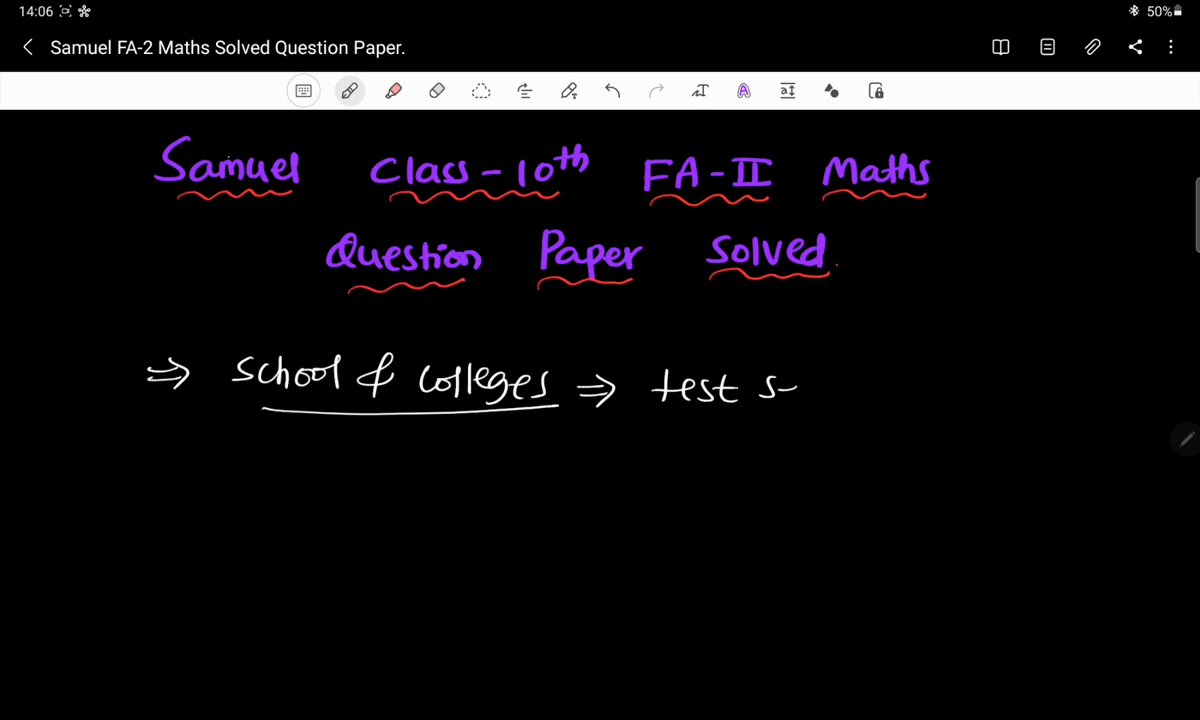 14:06 50%
Samuel FA-2 Maths Solved Question Paper.
Samuel Class-10th FA-II Maths
Question Paper Solved.
⇒ School & Colleges ⇒ test s